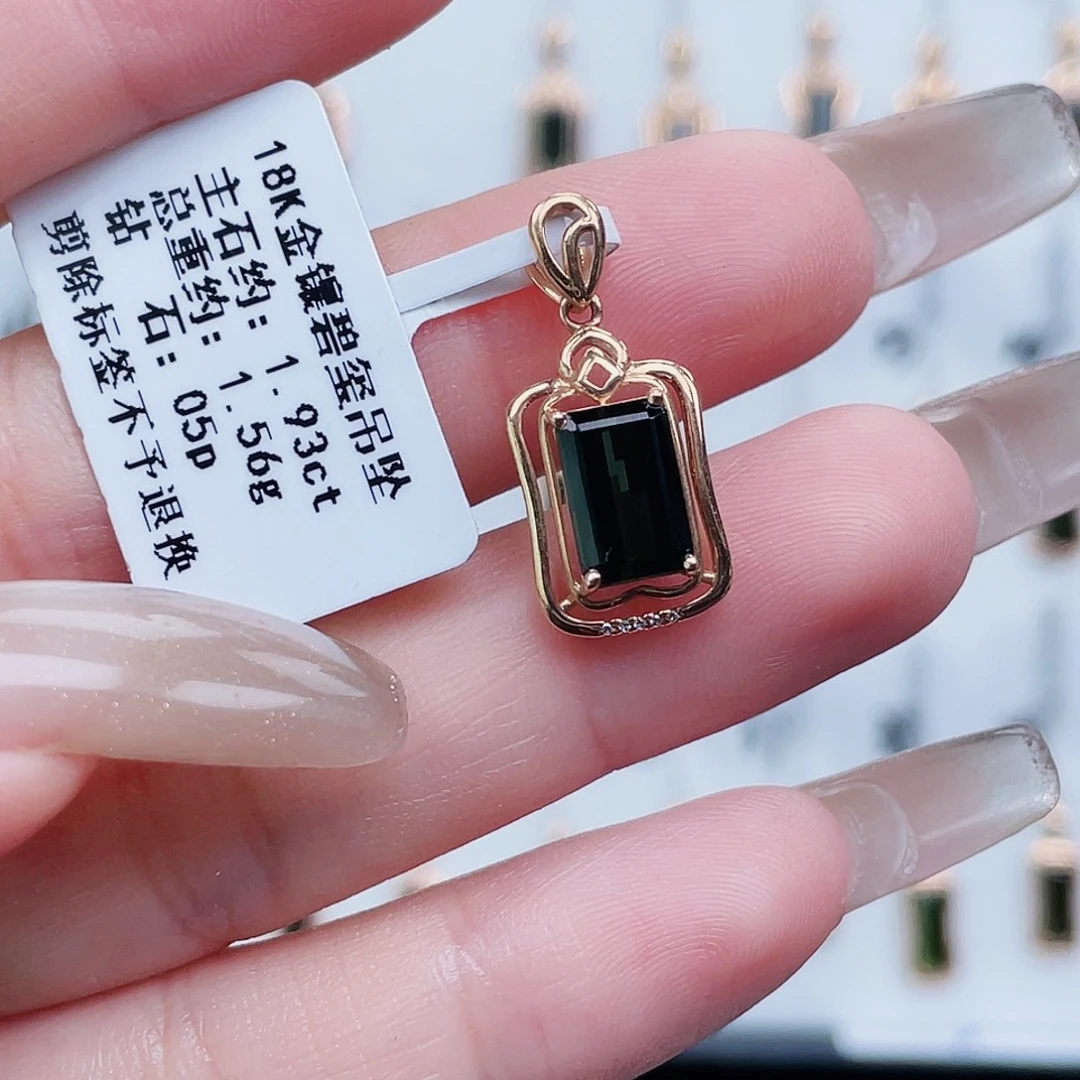 18K金镶碧玺吊坠
主石约: 1.93ct
总重约: 1.56g
钻 石: 05p
剪除标签不予退换